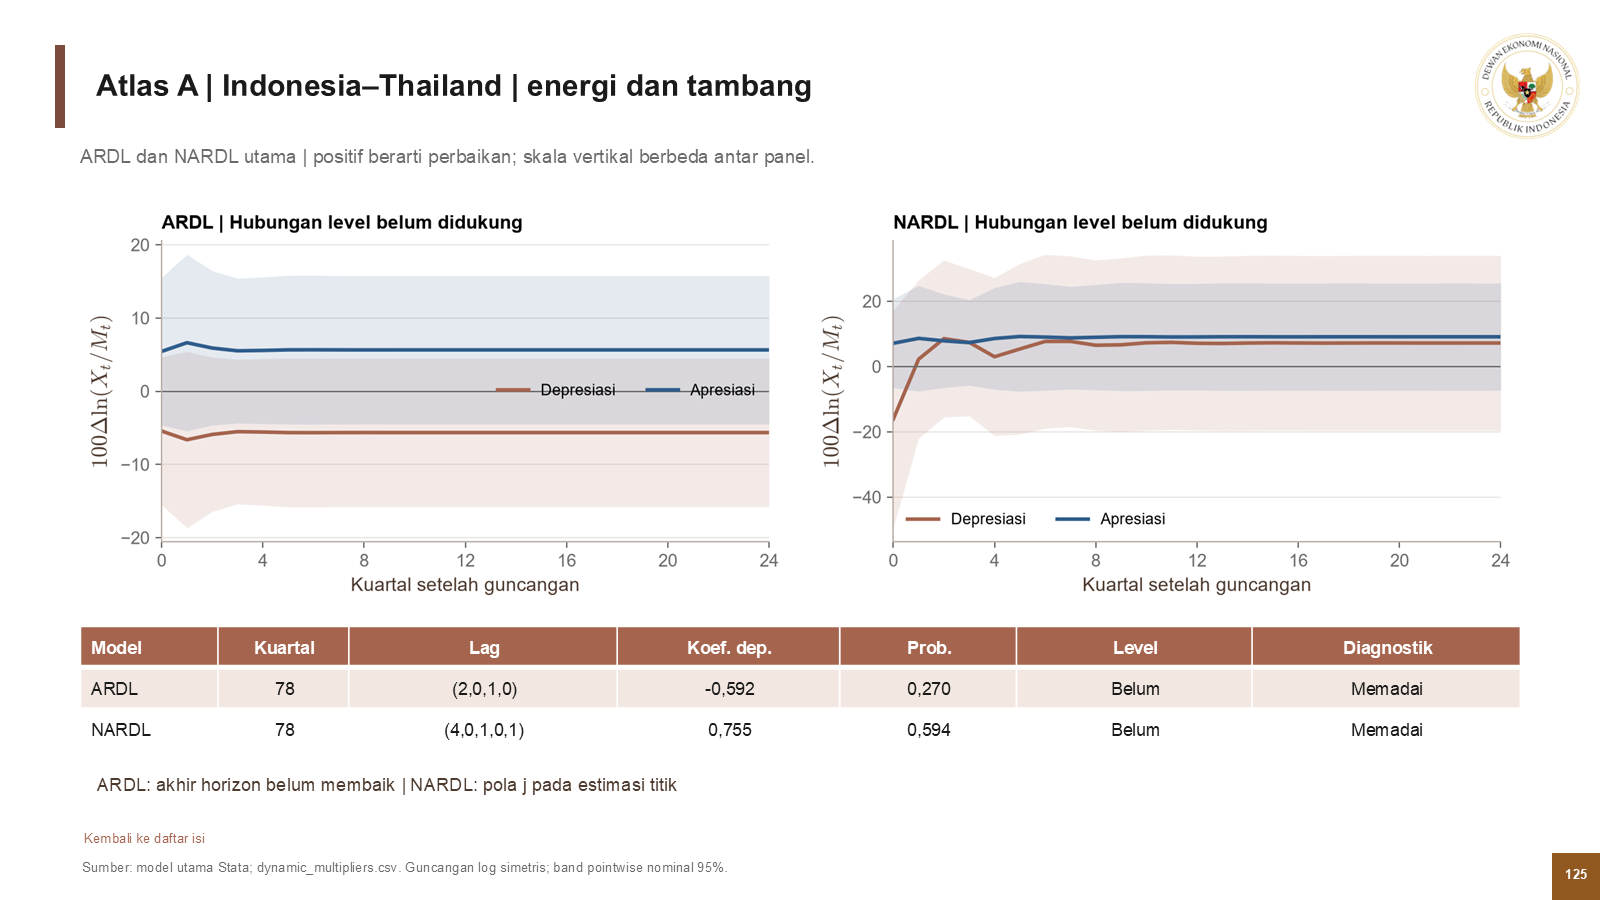 Atlas A | Indonesia–Thailand | energi dan tambang
DEWAN EKONOMI NASIONAL
REPUBLIK INDONESIA
ARDL dan NARDL utama | positif berarti perbaikan; skala vertikal berbeda antar panel.
ARDL | Hubungan level belum didukung
100Δln(Xt/Mt)
20
10
0
−10
−20
Depresiasi
Apresiasi
0 4 8 12 16 20 24
Kuartal setelah guncangan
NARDL | Hubungan level belum didukung
100Δln(Xt/Mt)
20
0
−20
−40
Depresiasi
Apresiasi
0 4 8 12 16 20 24
Kuartal setelah guncangan
Model Kuartal Lag Koef. dep. Prob. Level Diagnostik
ARDL 78 (2,0,1,0) -0,592 0,270 Belum Memadai
NARDL 78 (4,0,1,0,1) 0,755 0,594 Belum Memadai
ARDL: akhir horizon belum membaik | NARDL: pola j pada estimasi titik
Kembali ke daftar isi
Sumber: model utama Stata; dynamic_multipliers.csv. Guncangan log simetris; band pointwise nominal 95%.
125